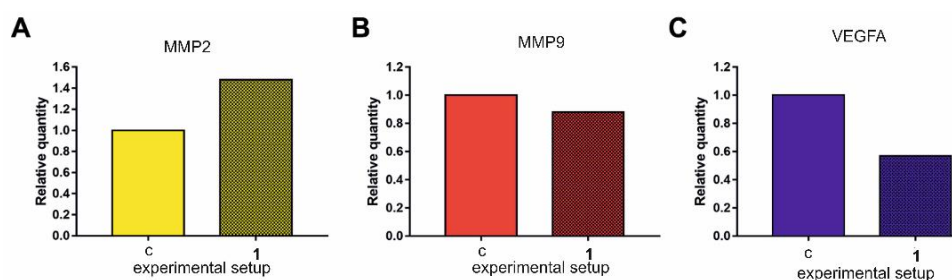 A
MMP2
Relative quantity
1.6
1.4
1.2
1.0
0.8
0.6
0.4
0.2
0.0
c 1
experimental setup
B
MMP9
Relative quantity
1.2
1.0
0.8
0.6
0.4
0.2
0.0
c 1
experimental setup
C
VEGFA
Relative quantity
1.2
1.0
0.8
0.6
0.4
0.2
0.0
c 1
experimental setup